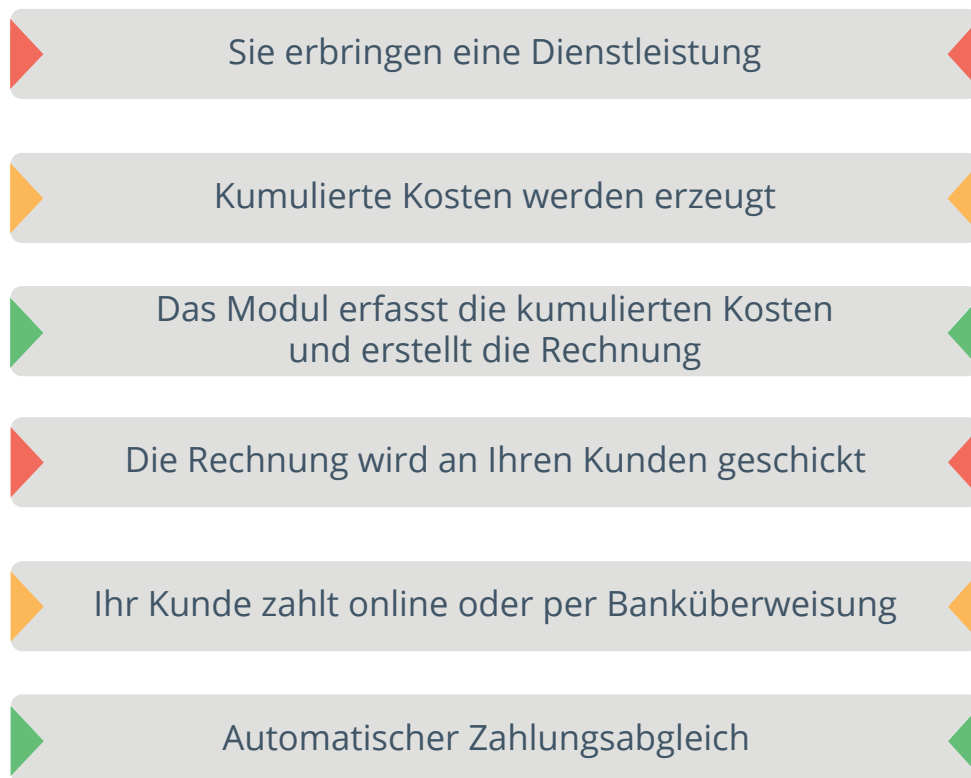 Sie erbringen eine Dienstleistung
Kumulierte Kosten werden erzeugt
Das Modul erfasst die kumulierten Kosten
und erstellt die Rechnung
Die Rechnung wird an Ihren Kunden geschickt
Ihr Kunde zahlt online oder per Banküberweisung
Automatischer Zahlungsabgleich